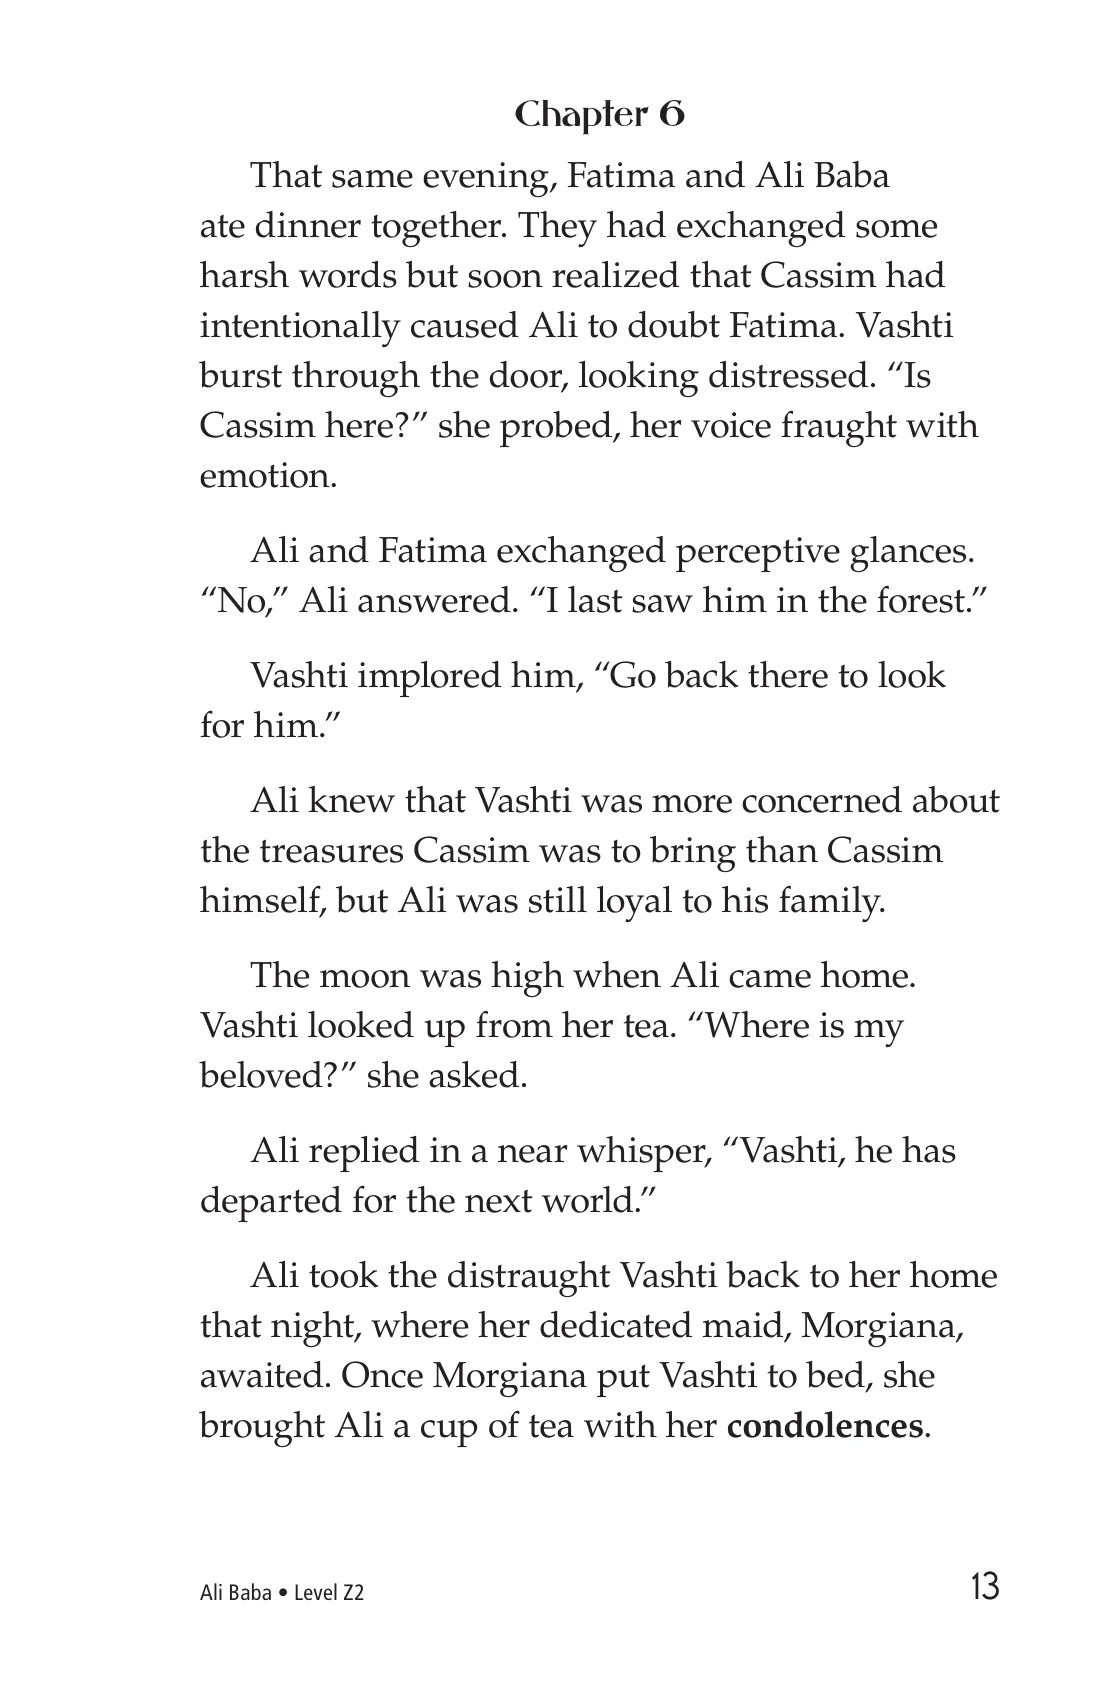 Chapter 6
That same evening, Fatima and Ali Baba
ate dinner together. They had exchanged some
harsh words but soon realized that Cassim had
intentionally caused Ali to doubt Fatima. Vashti
burst through the door, looking distressed. “Is
Cassim here?” she probed, her voice fraught with
emotion.
Ali and Fatima exchanged perceptive glances.
“No,” Ali answered. “I last saw him in the forest.”
Vashti implored him, “Go back there to look
for him.”
Ali knew that Vashti was more concerned about
the treasures Cassim was to bring than Cassim
himself, but Ali was still loyal to his family.
The moon was high when Ali came home.
Vashti looked up from her tea. “Where is my
beloved?” she asked.
Ali replied in a near whisper, “Vashti, he has
departed for the next world.”
Ali took the distraught Vashti back to her home
that night, where her dedicated maid, Morgiana,
awaited. Once Morgiana put Vashti to bed, she
brought Ali a cup of tea with her condolences.
Ali Baba • Level Z2
13